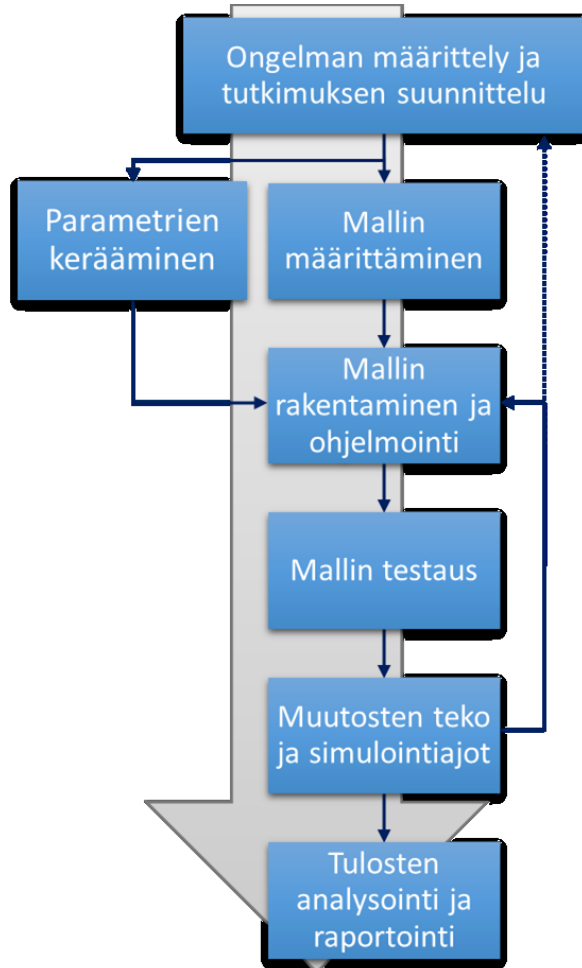 Ongelman määrittely ja
tutkimuksen suunnittelu
Parametrien
kerääminen
Mallin
määrittäminen
Mallin
rakentaminen ja
ohjelmointi
Mallin testaus
Muutosten teko
ja simulointiajot
Tulosten
analysointi ja
raportointi